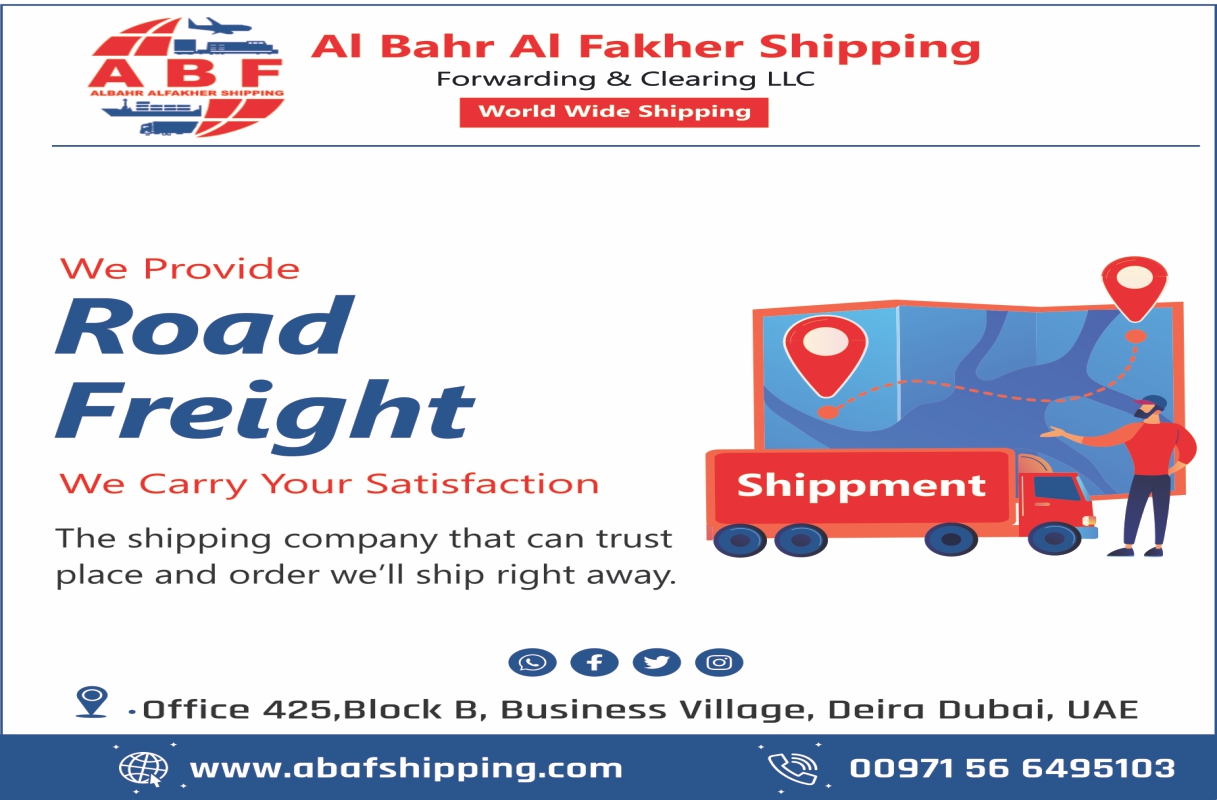 ABF
ALBAHR ALFAKHER SHIPPING
Al Bahr Al Fakher Shipping
Forwarding & Clearing LLC
World Wide Shipping
We Provide
Road
Freight
We Carry Your Satisfaction
The shipping company that can trust
place and order we’ll ship right away.
Shippment
.Office 425,Block B, Business Village, Deira Dubai, UAE
www.abafshipping.com
00971 56 6495103